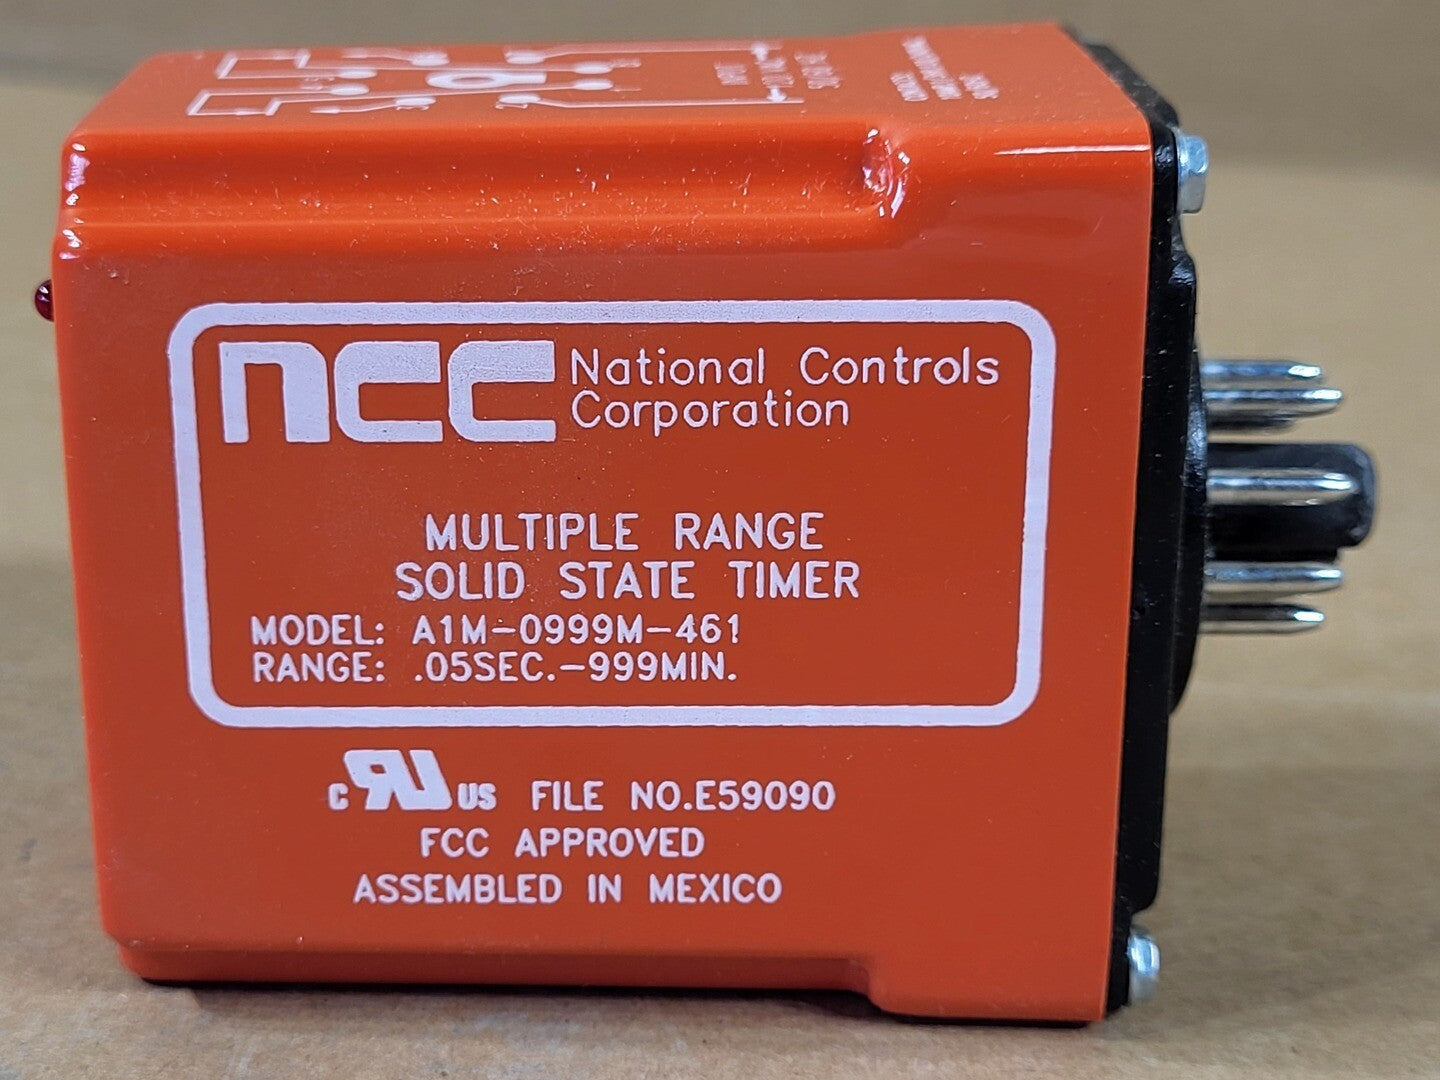 ncc National Controls
Corporation
MULTIPLE RANGE
SOLID STATE TIMER
MODEL: A1M-0999M-461
RANGE: .05SEC.-999MIN.
c RU us FILE NO.E59090
FCC APPROVED
ASSEMBLED IN MEXICO